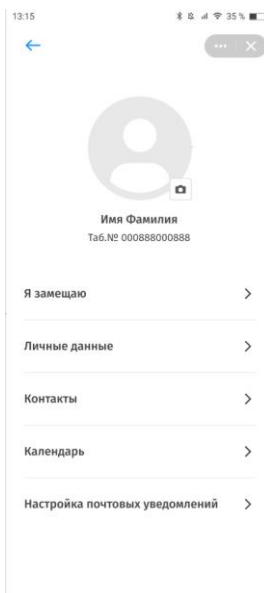 13:15 35 %
Имя Фамилия
Таб.№ 000888000888
Я замещаю
Личные данные
Контакты
Календарь
Настройка почтовых уведомлений